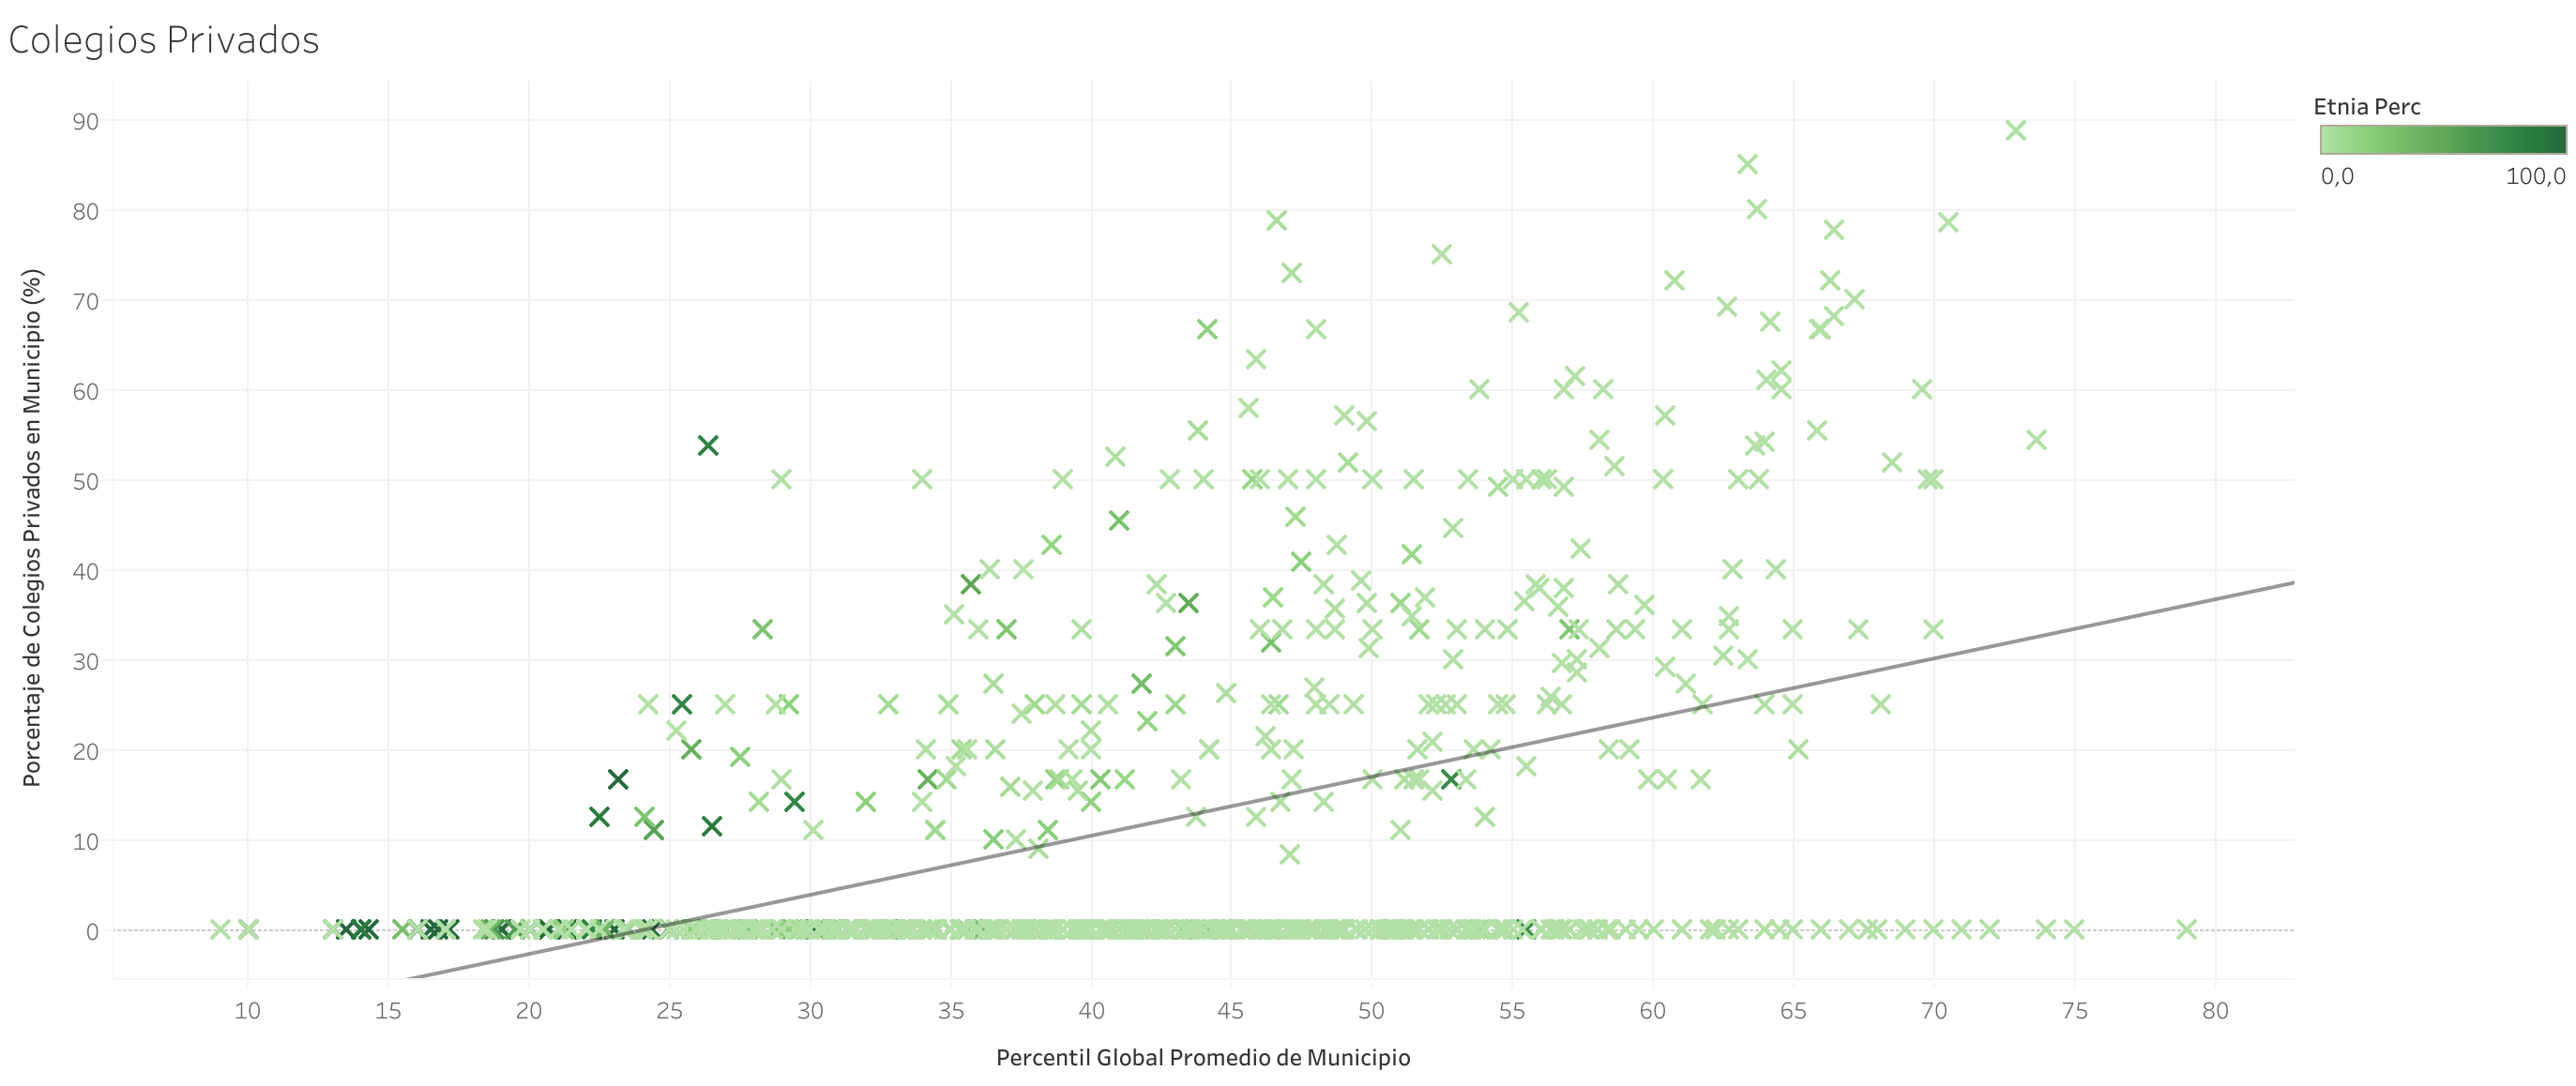 Colegios Privados
Etnia Perc
0,0 100,0
Porcentaje de Colegios Privados en Municipio (%)
90
80
70
60
50
40
30
20
10
0
10 15 20 25 30 35 40 45 50 55 60 65 70 75 80
Percentil Global Promedio de Municipio